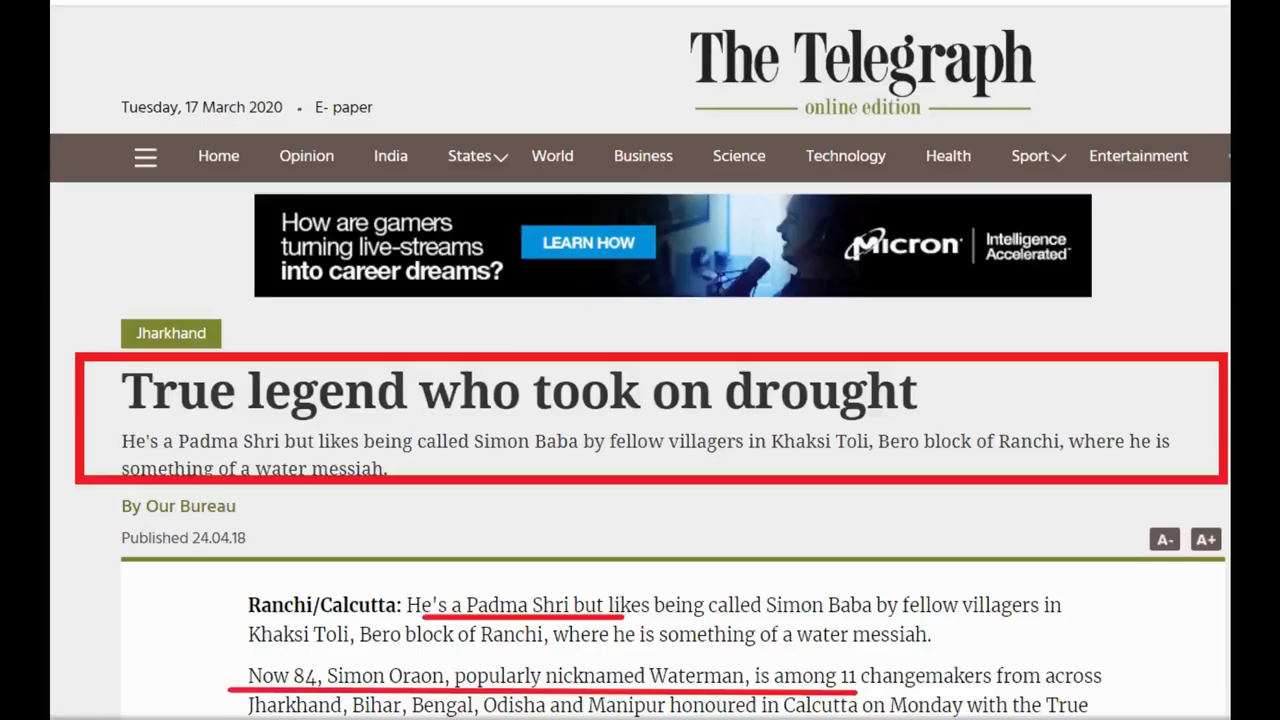 The Telegraph
online edition
Tuesday, 17 March 2020 • E- paper
Home Opinion India States World Business Science Technology Health Sport Entertainment
How are gamers
turning live-streams
into career dreams?
LEARN NOW
Micron
Intelligence
Accelerated™
Jharkhand
True legend who took on drought
He's a Padma Shri but likes being called Simon Baba by fellow villagers in Khaksi Toli, Bero block of Ranchi, where he is
something of a water messiah.
By Our Bureau
Published 24.04.18
A- A+
Ranchi/Calcutta: He's a Padma Shri but likes being called Simon Baba by fellow villagers in
Khaksi Toli, Bero block of Ranchi, where he is something of a water messiah.
Now 84, Simon Oraon, popularly nicknamed Waterman, is among 11 changemakers from across
Jharkhand, Bihar, Bengal, Odisha and Manipur honoured in Calcutta on Monday with the True